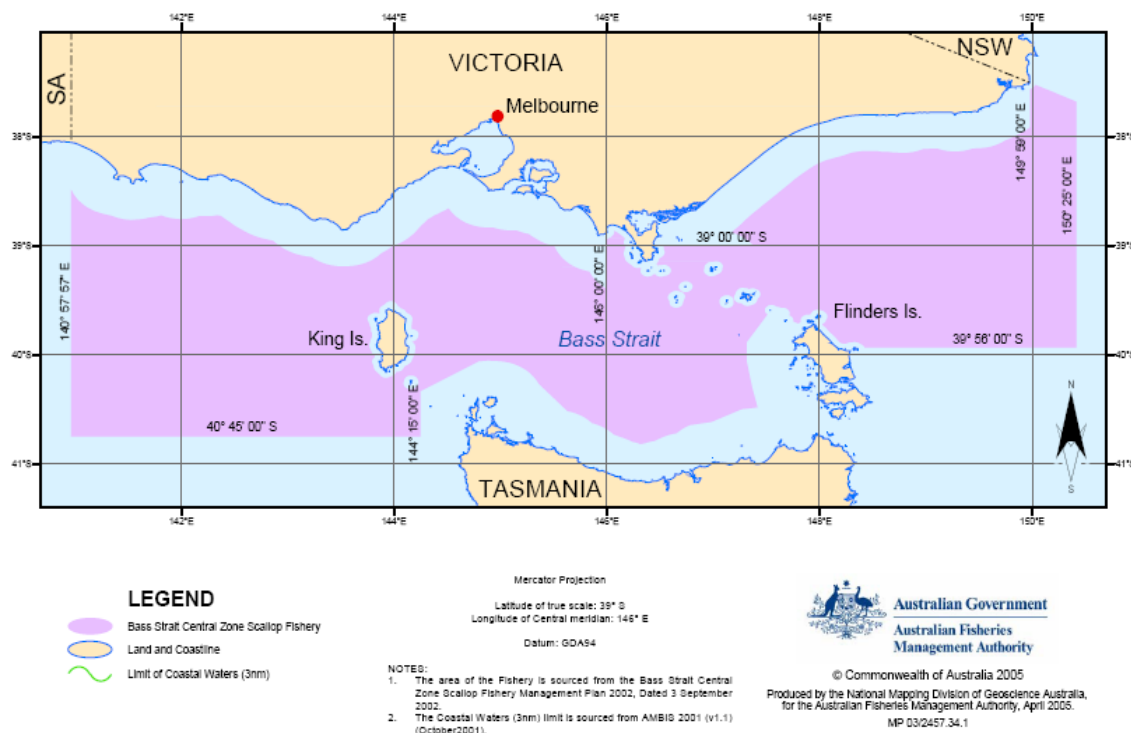 142°E 144°E 146°E 148°E 150°E
SA
VICTORIA
NSW
Melbourne
38°S
38°S
149° 59' 00" E
150° 25' 00" E
39°S
39° 00' 00" S
39°S
140° 57' 57" E
146° 00' 00" E
King Is.
Bass Strait
Flinders Is.
39° 56' 00" S
40°S
40°S
144° 15' 00" E
40° 45' 00" S
N
S
41°S
41°S
TASMANIA
142°E 144°E 146°E 148°E 150°E
LEGEND
Bass Strait Central Zone Scallop Fishery
Land and Coastline
Limit of Coastal Waters (3nm)
Mercator Projection
Latitude of true scale: 39° S
Longitude of Central meridian: 146° E
Datum: GDA94
NOTES:
1. The area of the Fishery is sourced from the Bass Strait Central
Zone Scallop Fishery Management Plan 2002, Dated 3 September
2002.
2. The Coastal Waters (3nm) limit is sourced from AMBIS 2001 (v1.1)
(October2001).
Australian Government
Australian Fisheries
Management Authority
© Commonwealth of Australia 2005
Produced by the National Mapping Division of Geoscience Australia,
for the Australian Fisheries Management Authority, April 2005.
MP 03/2457.34.1